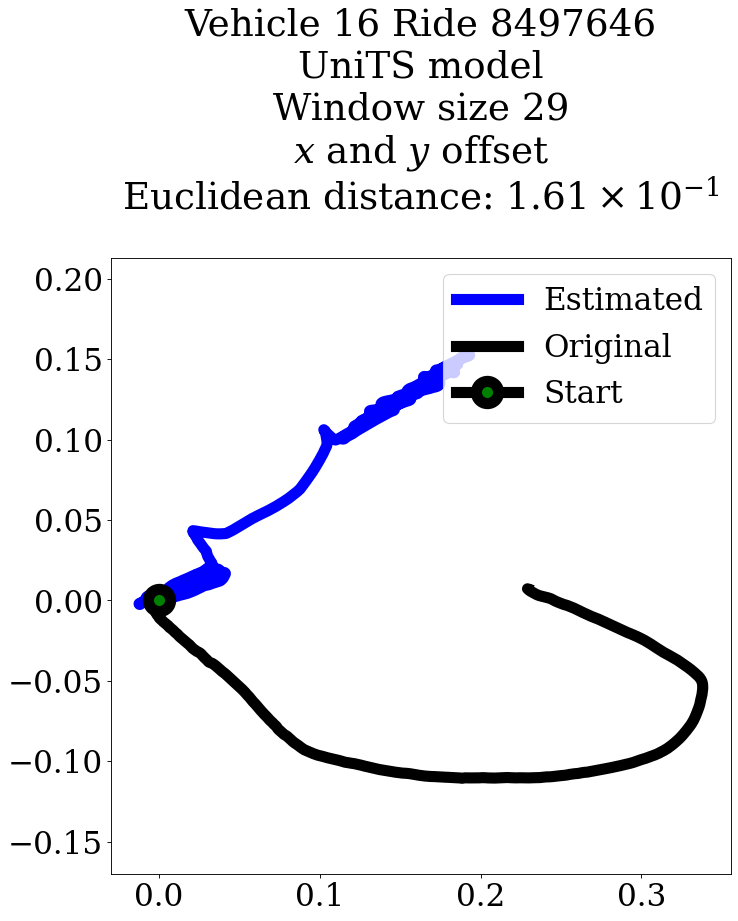 Vehicle 16 Ride 8497646
UniTS model
Window size 29
x and y offset
Euclidean distance: 1.61 × 10⁻¹
Estimated
Original
Start
0.20
0.15
0.10
0.05
0.00
−0.05
−0.10
−0.15
0.0 0.1 0.2 0.3